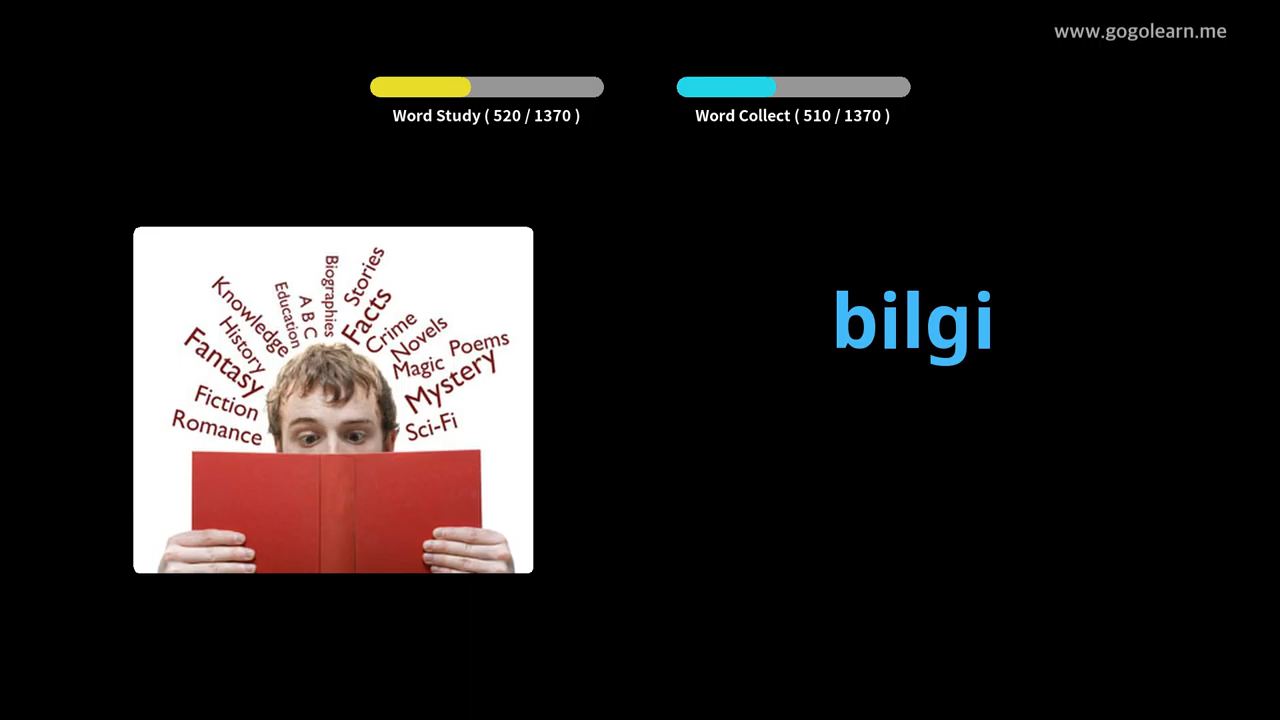 www.gogolearn.me
Word Study ( 520 / 1370 )
Word Collect ( 510 / 1370 )
Romance
Fiction
Fantasy
History
Knowledge
Education
A B C
Biographies
Stories
Facts
Crime
Novels
Magic
Poems
Mystery
Sci-Fi
bilgi